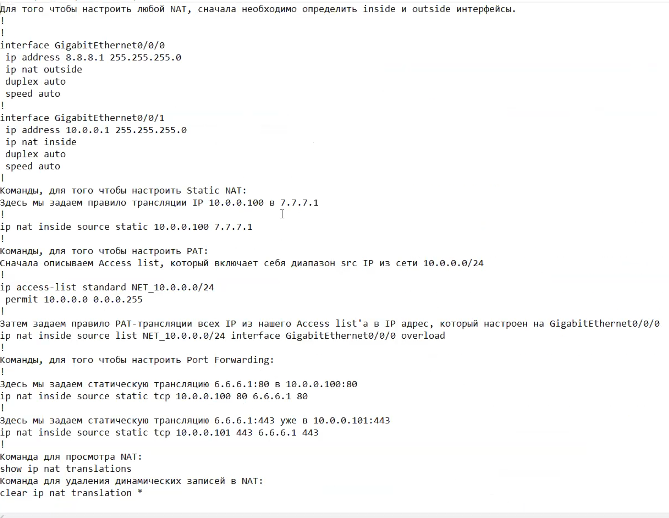 Для того чтобы настроить любой NAT, сначала необходимо определить inside и outside интерфейсы.
!
!
interface GigabitEthernet0/0/0
 ip address 8.8.8.1 255.255.255.0
 ip nat outside
 duplex auto
 speed auto
!
interface GigabitEthernet0/0/1
 ip address 10.0.0.1 255.255.255.0
 ip nat inside
 duplex auto
 speed auto
!
Команды, для того чтобы настроить Static NAT:
Здесь мы задаем правило трансляции IP 10.0.0.100 в 7.7.7.1
!
ip nat inside source static 10.0.0.100 7.7.7.1
!
Команды, для того чтобы настроить PAT:
Сначала описываем Access list, который включает себя диапазон src IP из сети 10.0.0.0/24
!
ip access-list standard NET_10.0.0.0/24
 permit 10.0.0.0 0.0.0.255
!
Затем задаем правило PAT-трансляции всех IP из нашего Access list'а в IP адрес, который настроен на GigabitEthernet0/0/0
ip nat inside source list NET_10.0.0.0/24 interface GigabitEthernet0/0/0 overload
!
Команды, для того чтобы настроить Port Forwarding:
!
Здесь мы задаем статическую трансляцию 6.6.6.1:80 в 10.0.0.100:80
ip nat inside source static tcp 10.0.0.100 80 6.6.6.1 80
!
Здесь мы задаем статическую трансляцию 6.6.6.1:443 уже в 10.0.0.101:443
ip nat inside source static tcp 10.0.0.101 443 6.6.6.1 443
!
Команда для просмотра NAT:
show ip nat translations
Команда для удаления динамических записей в NAT:
clear ip nat translation *